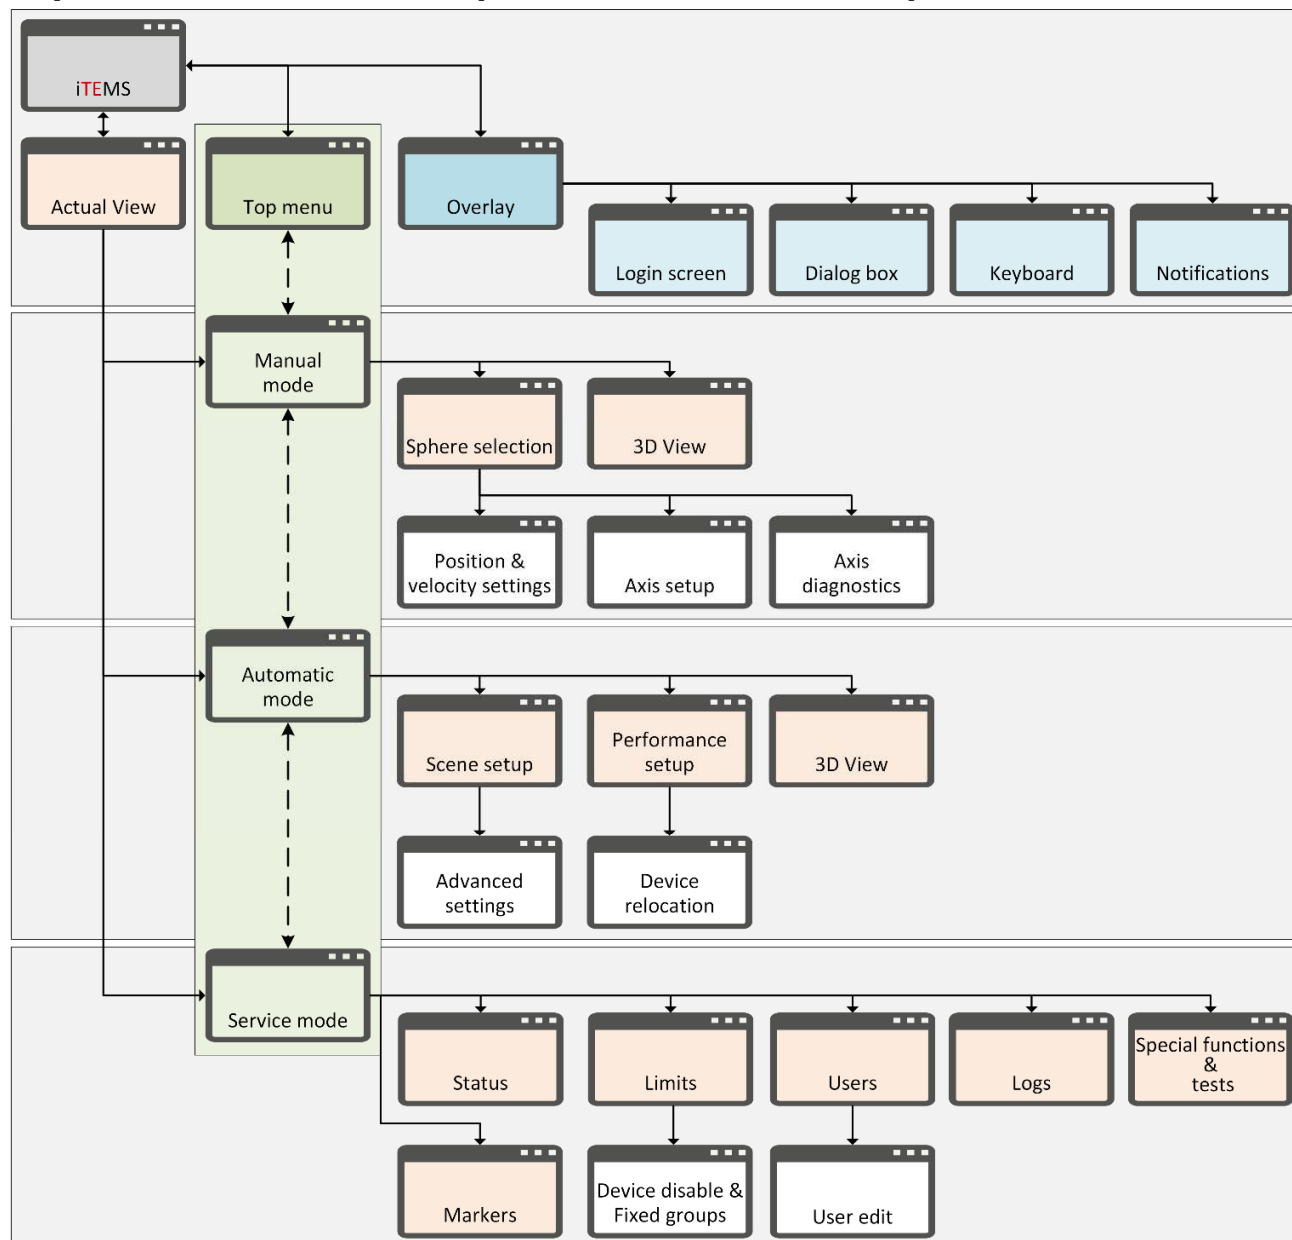 iTEMS
Actual View
Top menu
Overlay
Login screen
Dialog box
Keyboard
Notifications
Manual
mode
Sphere selection
3D View
Position &
velocity settings
Axis setup
Axis
diagnostics
Automatic
mode
Scene setup
Performance
setup
3D View
Advanced
settings
Device
relocation
Service mode
Status
Limits
Users
Logs
Special functions
&
tests
Markers
Device disable &
Fixed groups
User edit